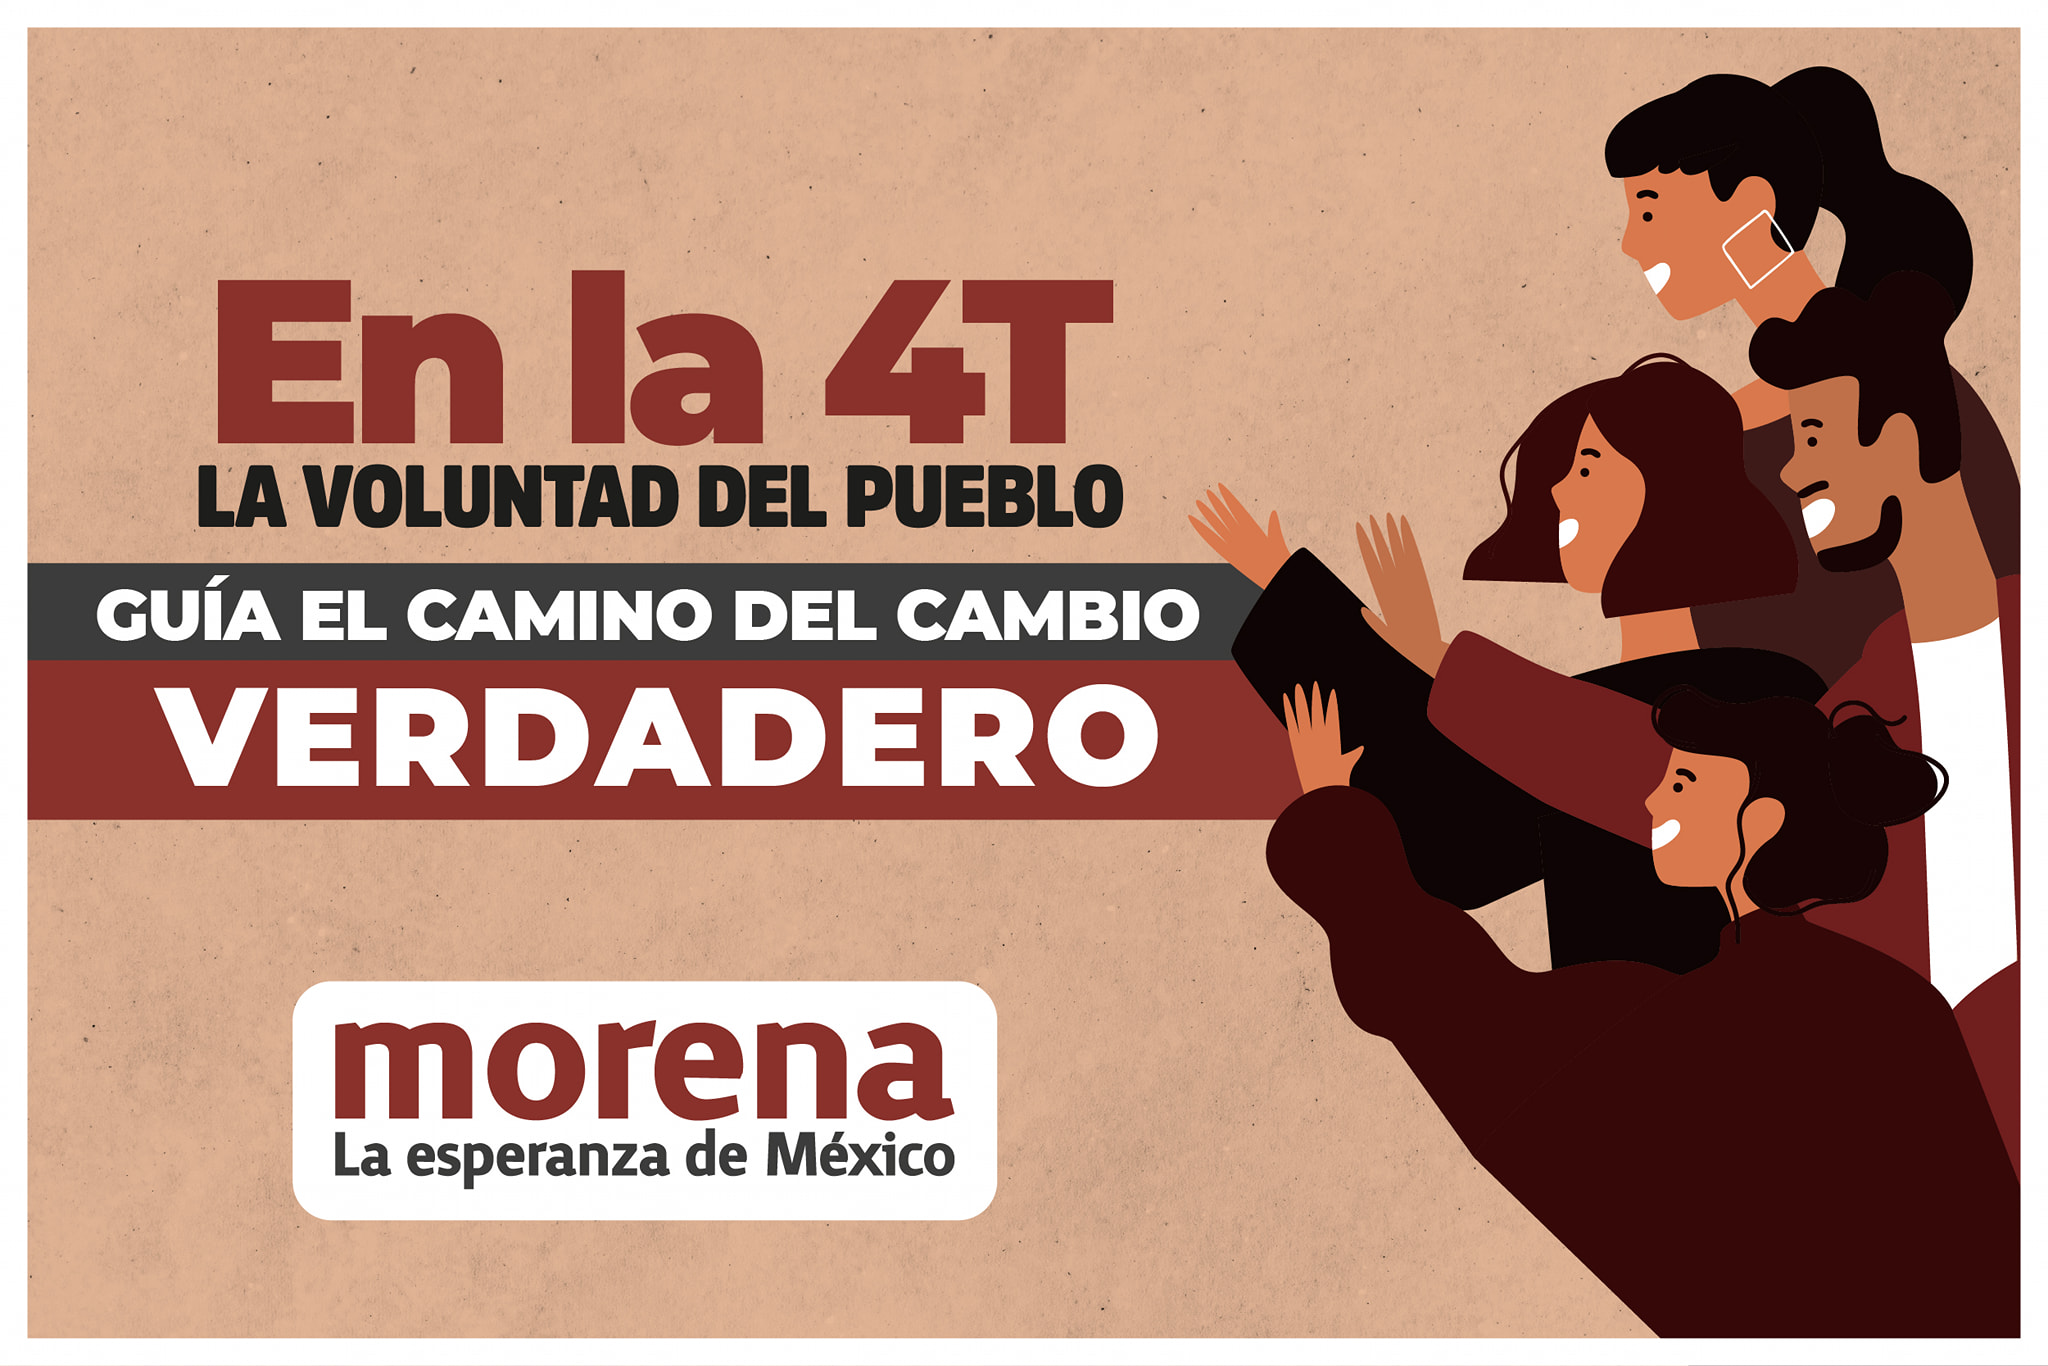 En la 4T
LA VOLUNTAD DEL PUEBLO
GUÍA EL CAMINO DEL CAMBIO
VERDADERO
morena
La esperanza de México